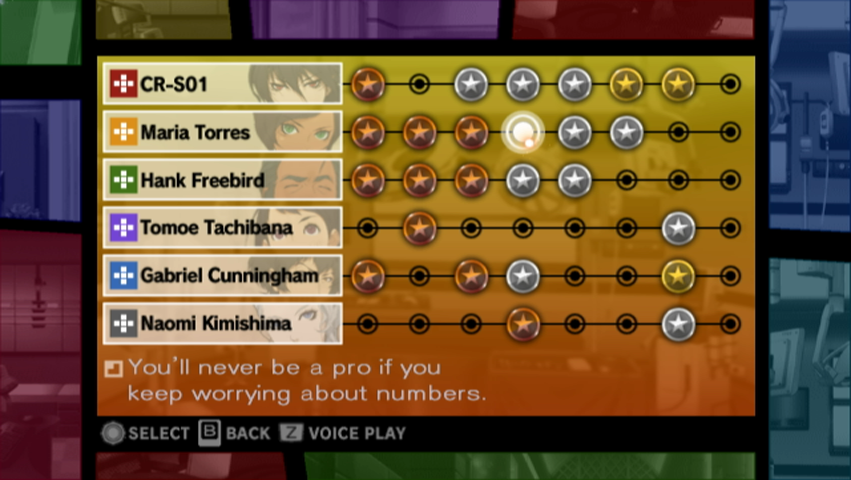 CR-S01
Maria Torres
Hank Freebird
Tomoe Tachibana
Gabriel Cunningham
Naomi Kimishima
You'll never be a pro if you
keep worrying about numbers.
SELECT B BACK Z VOICE PLAY